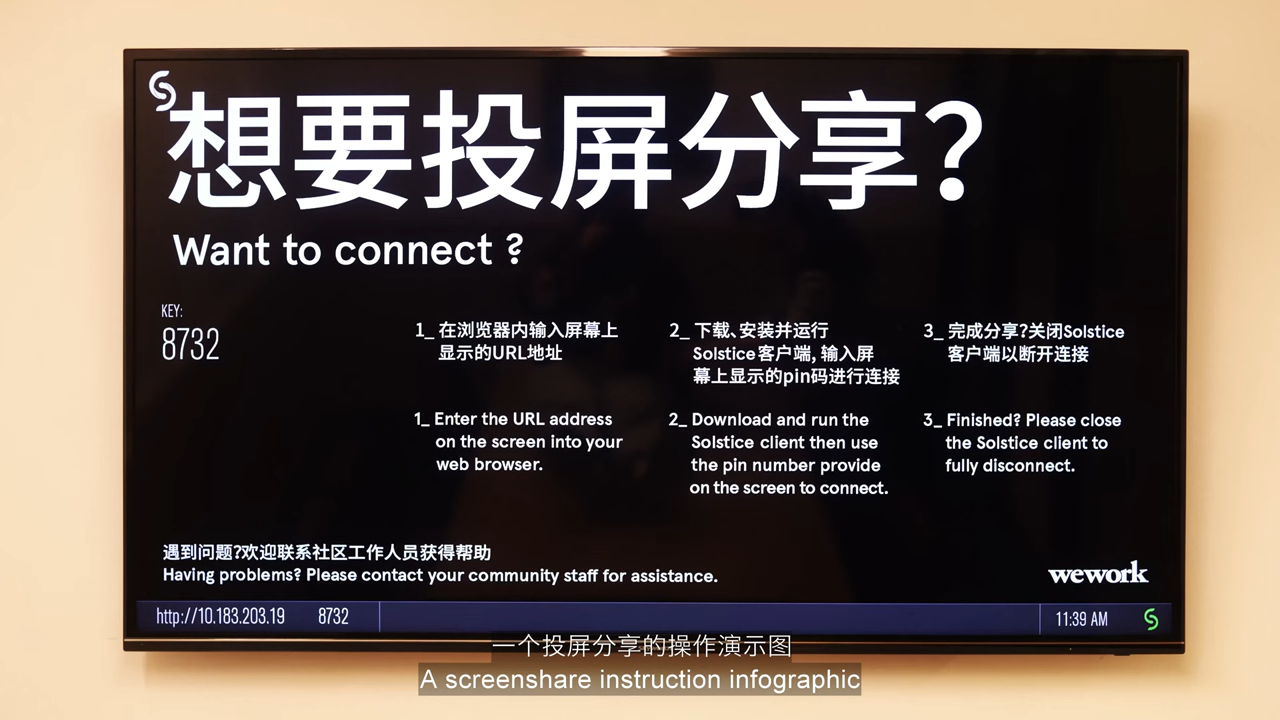 想要投屏分享?
Want to connect ?
KEY:
8732
1_ 在浏览器内输入屏幕上
显示的URL地址
2_ 下载、安装并运行
Solstice客户端, 输入屏
幕上显示的pin码进行连接
3_ 完成分享?关闭Solstice
客户端以断开连接
1_ Enter the URL address
on the screen into your
web browser.
2_ Download and run the
Solstice client then use
the pin number provide
on the screen to connect.
3_ Finished? Please close
the Solstice client to
fully disconnect.
遇到问题?欢迎联系社区工作人员获得帮助
Having problems? Please contact your community staff for assistance.
wework
http://10.183.203.19 8732 11:39 AM
一个投屏分享的操作演示图
A screenshare instruction infographic